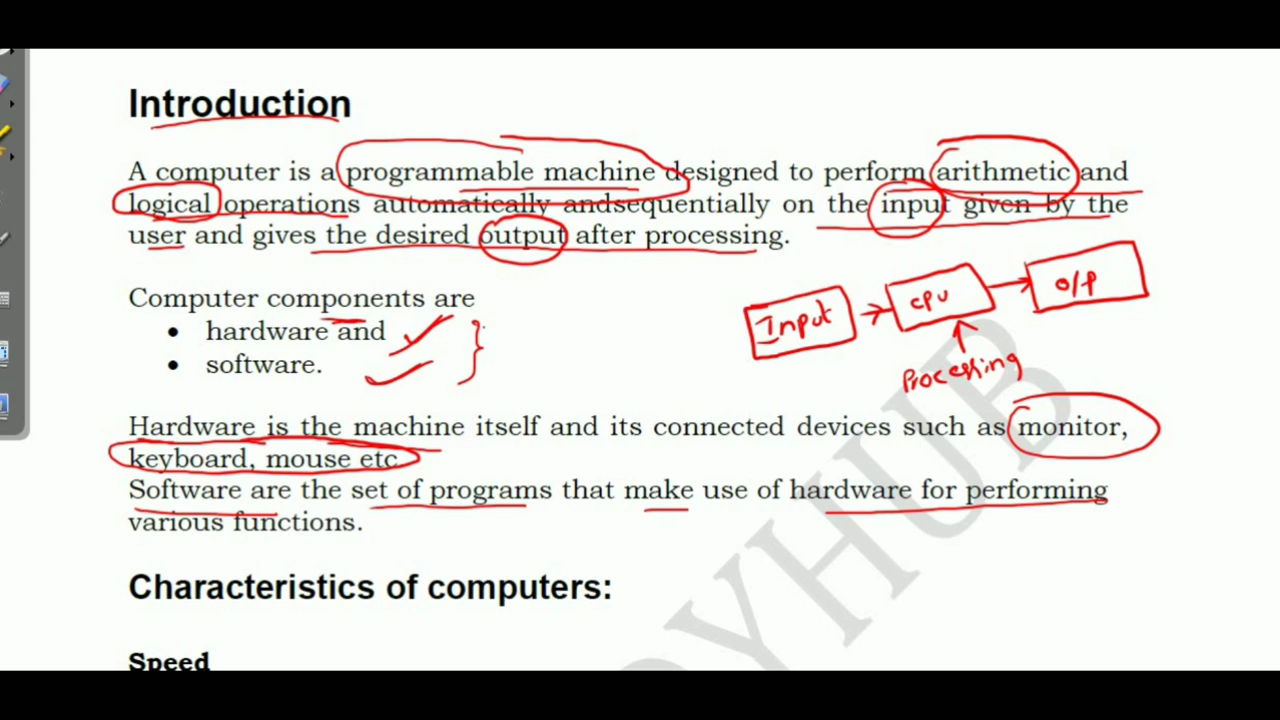 Introduction
A computer is a programmable machine designed to perform arithmetic and
logical operations automatically andsequentially on the input given by the
user and gives the desired output after processing.
Computer components are
• hardware and
• software.
Input cpu o/p
Processing
Hardware is the machine itself and its connected devices such as monitor,
keyboard, mouse etc.
Software are the set of programs that make use of hardware for performing
various functions.
Characteristics of computers:
Speed
DYHUB